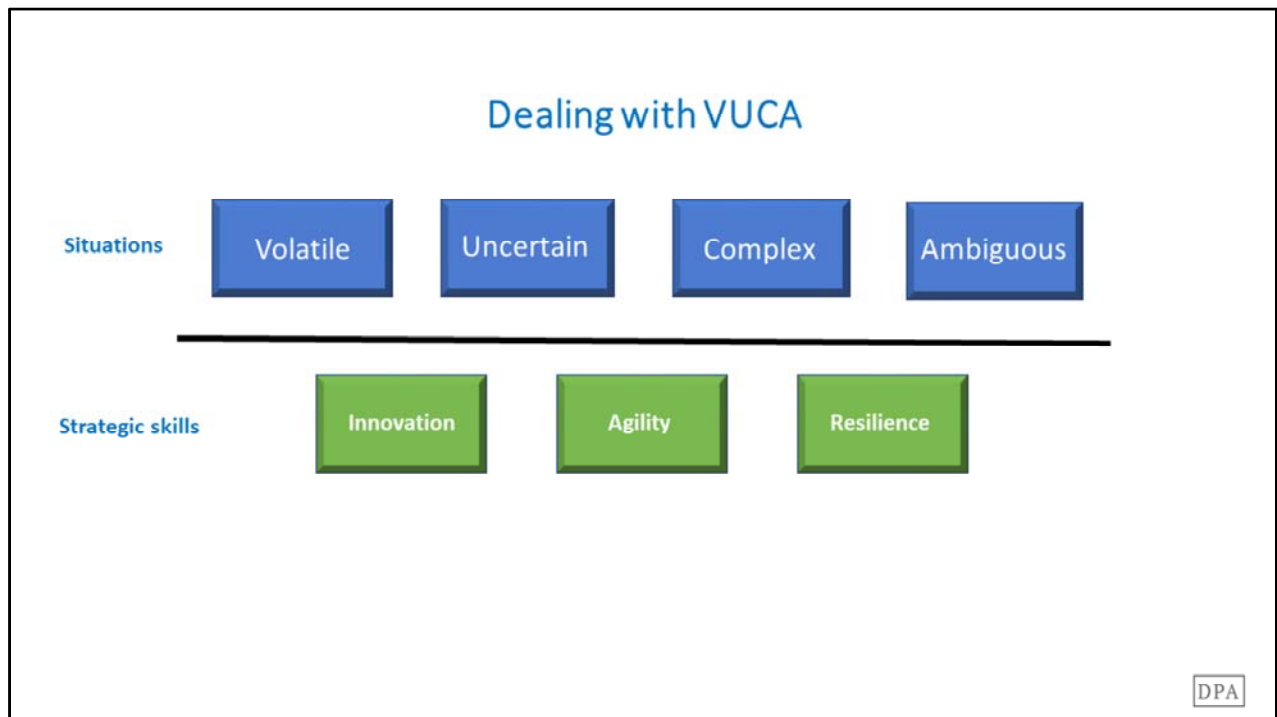 Dealing with VUCA
Situations
Volatile
Uncertain
Complex
Ambiguous
Strategic skills
Innovation
Agility
Resilience
DPA